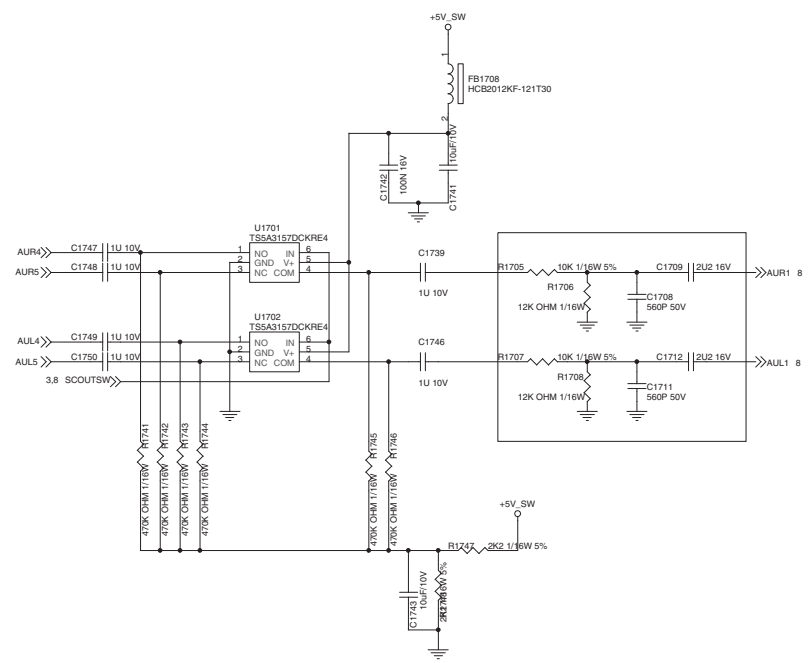 +5V_SW
1
FB1708
HCB2012KF-121T30
2
C1742
100N 16V
10uF/10V
C1741
U1701
TS5A3157DCKRE4
AUR4
C1747
1U 10V
1
NO
IN
6
2
GND
V+
5
AUR5
C1748
1U 10V
3
NC
COM
4
C1739
1U 10V
R1705
10K 1/16W 5%
C1709
2U2 16V
AUR1
8
R1706
12K OHM 1/16W
C1708
560P 50V
U1702
TS5A3157DCKRE4
AUL4
C1749
1U 10V
1
NO
IN
6
2
GND
V+
5
AUL5
C1750
1U 10V
3
NC
COM
4
C1746
1U 10V
R1707
10K 1/16W 5%
C1712
2U2 16V
AUL1
8
R1708
12K OHM 1/16W
C1711
560P 50V
3,8 SCOUTSW
R1741
470K OHM 1/16W
R1742
470K OHM 1/16W
R1743
470K OHM 1/16W
R1744
470K OHM 1/16W
R1745
470K OHM 1/16W
R1746
470K OHM 1/16W
+5V_SW
R1747
2K2 1/16W 5%
C1743
10uF/10V